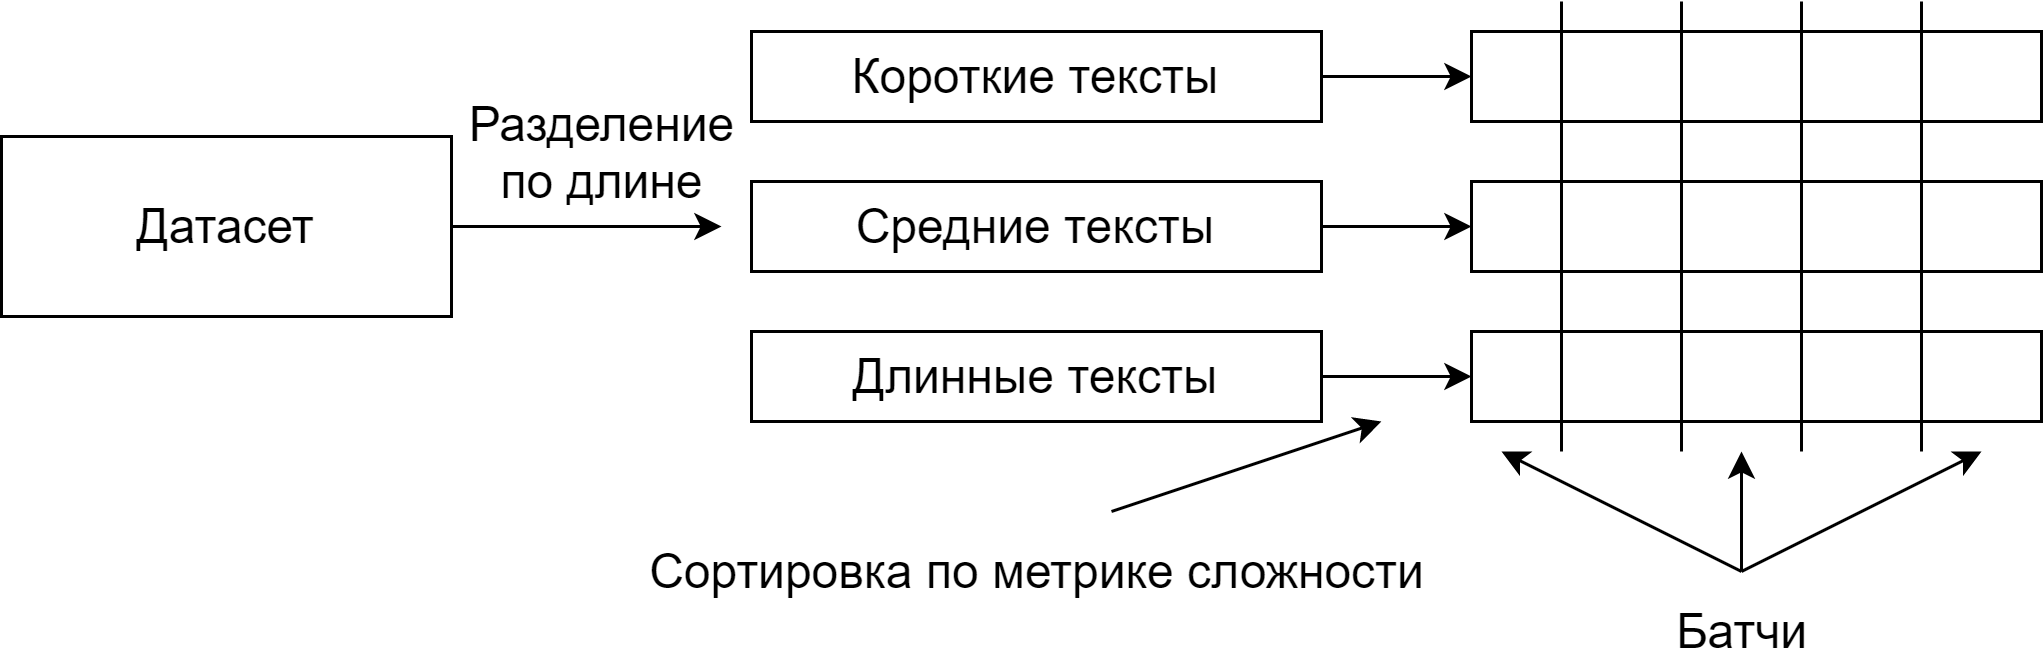 Датасет
Разделение
по длине
Короткие тексты
Средние тексты
Длинные тексты
Сортировка по метрике сложности
Батчи